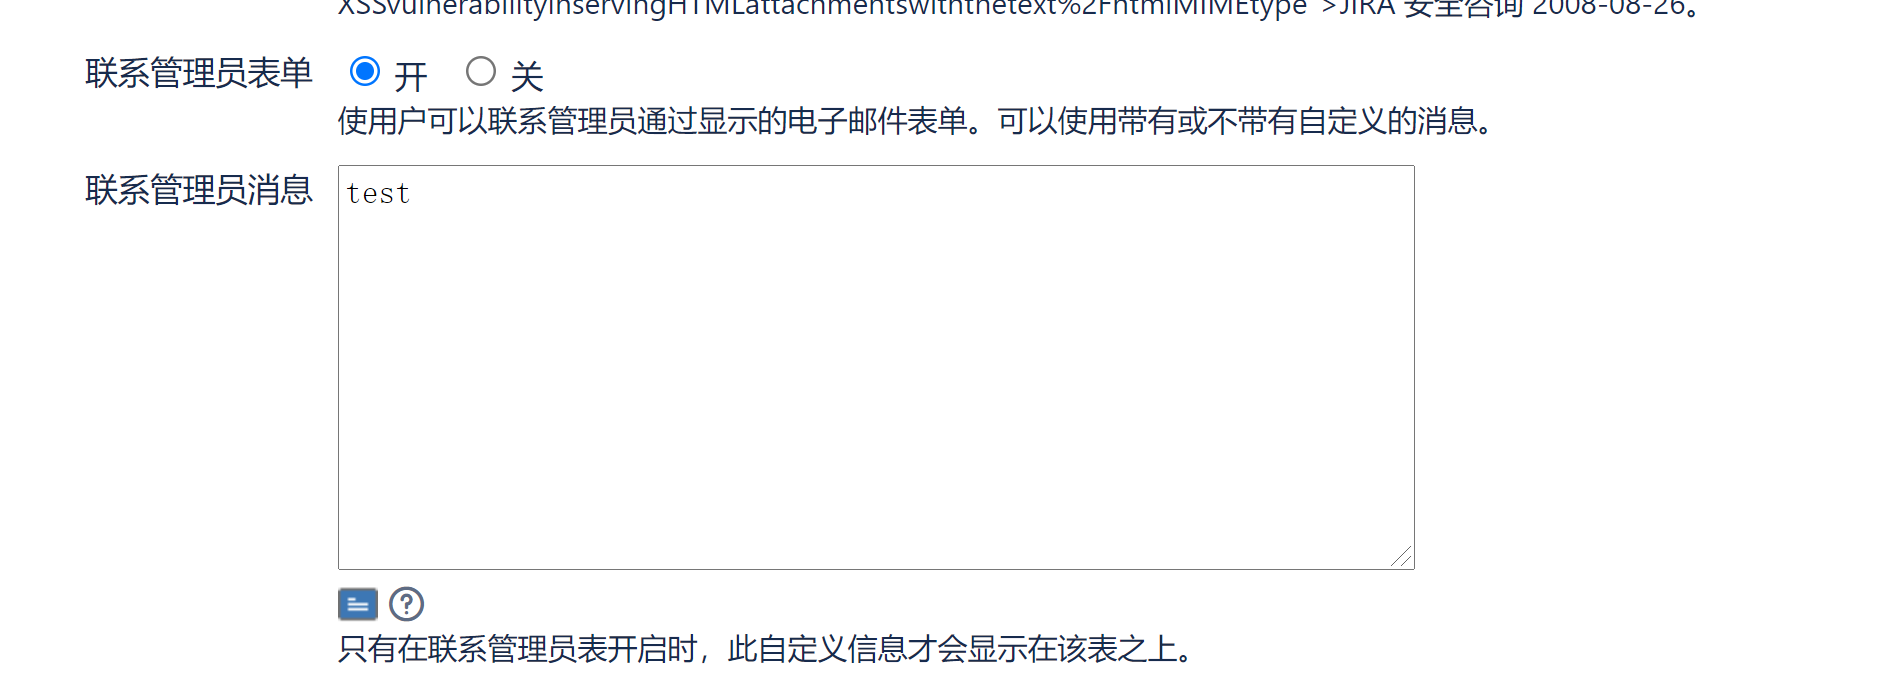 XSSvulnerabilityinservingHTMLattachmentswiththetext%2FhtmlMIMEtype">JIRA 安全咨询 2008-08-26。
联系管理员表单 开 关
使用户可以联系管理员通过显示的电子邮件表单。可以使用带有或不带有自定义的消息。
联系管理员消息 test
只有在联系管理员表开启时，此自定义信息才会显示在该表之上。